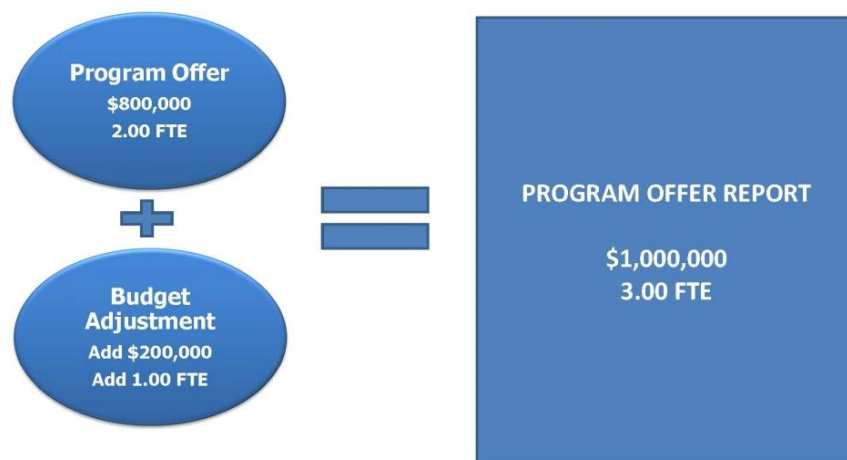 Program Offer
$800,000
2.00 FTE
Budget
Adjustment
Add $200,000
Add 1.00 FTE
PROGRAM OFFER REPORT
$1,000,000
3.00 FTE